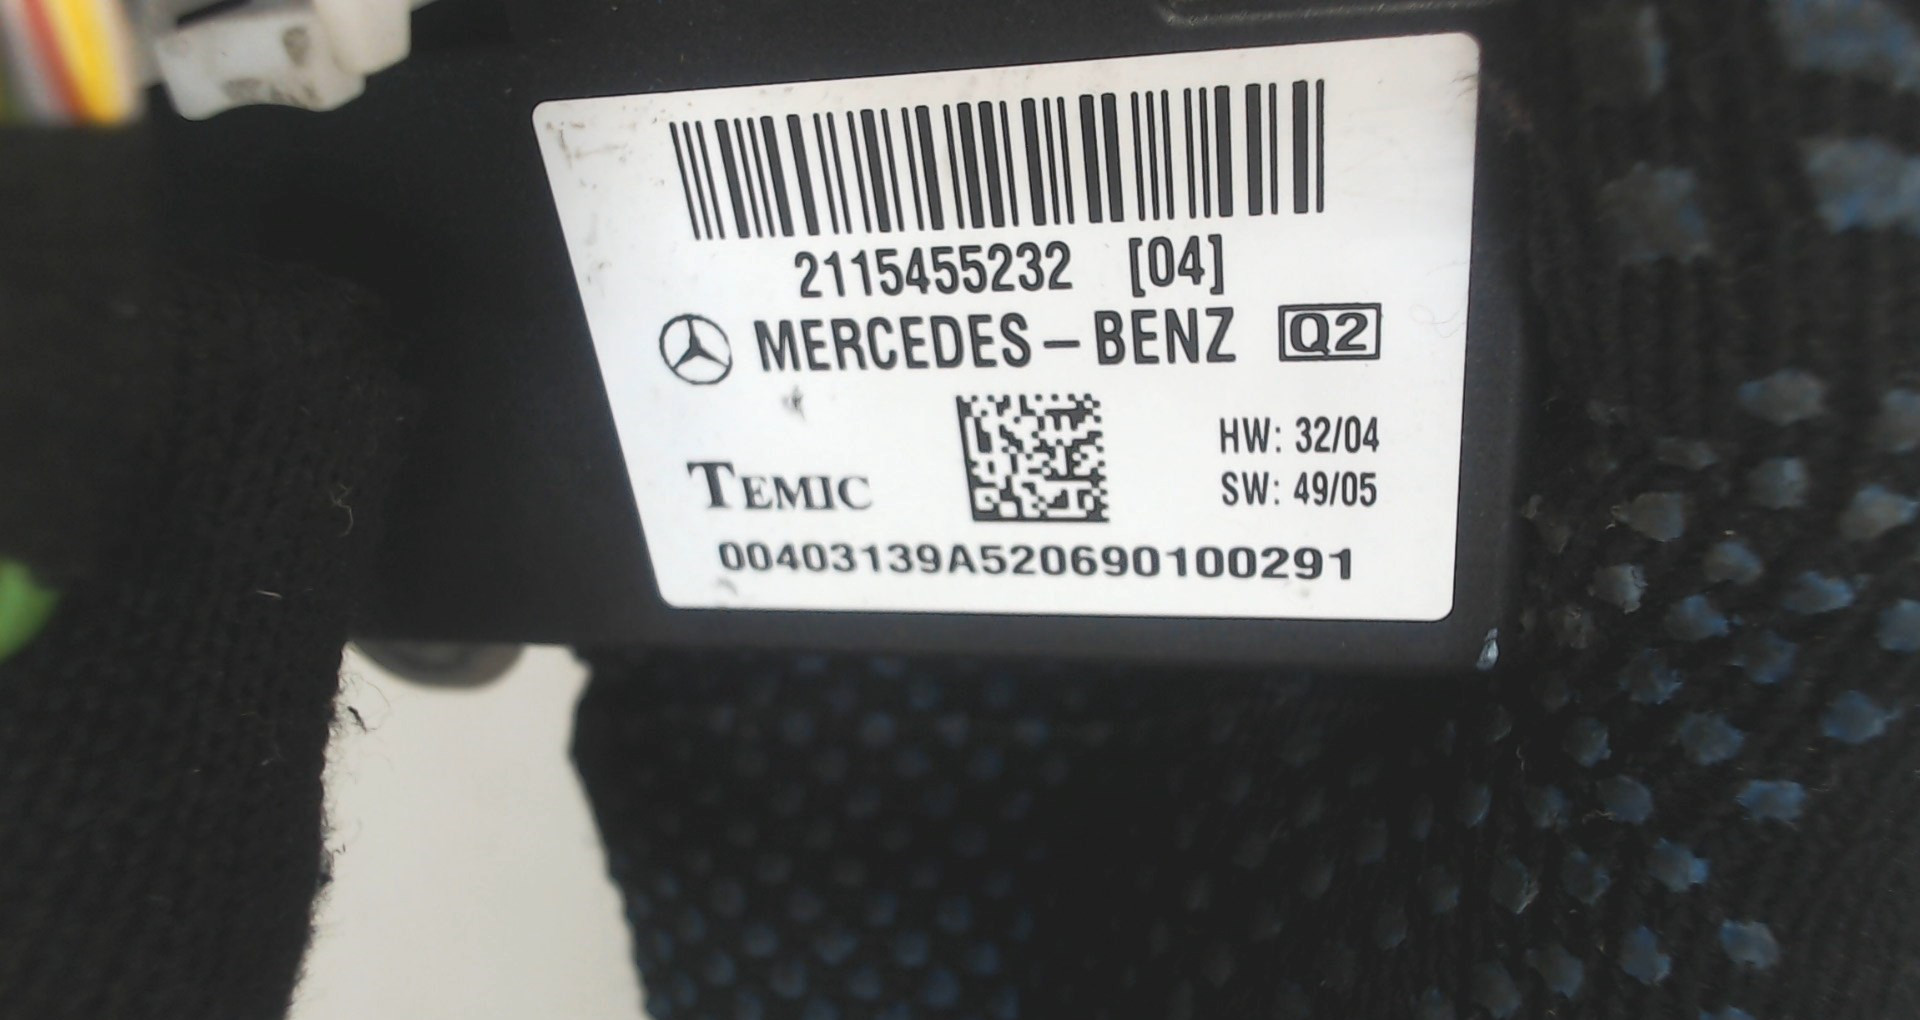 2115455232 [04]
MERCEDES-BENZ Q2
HW: 32/04
SW: 49/05
TEMIC
00403139A520690100291